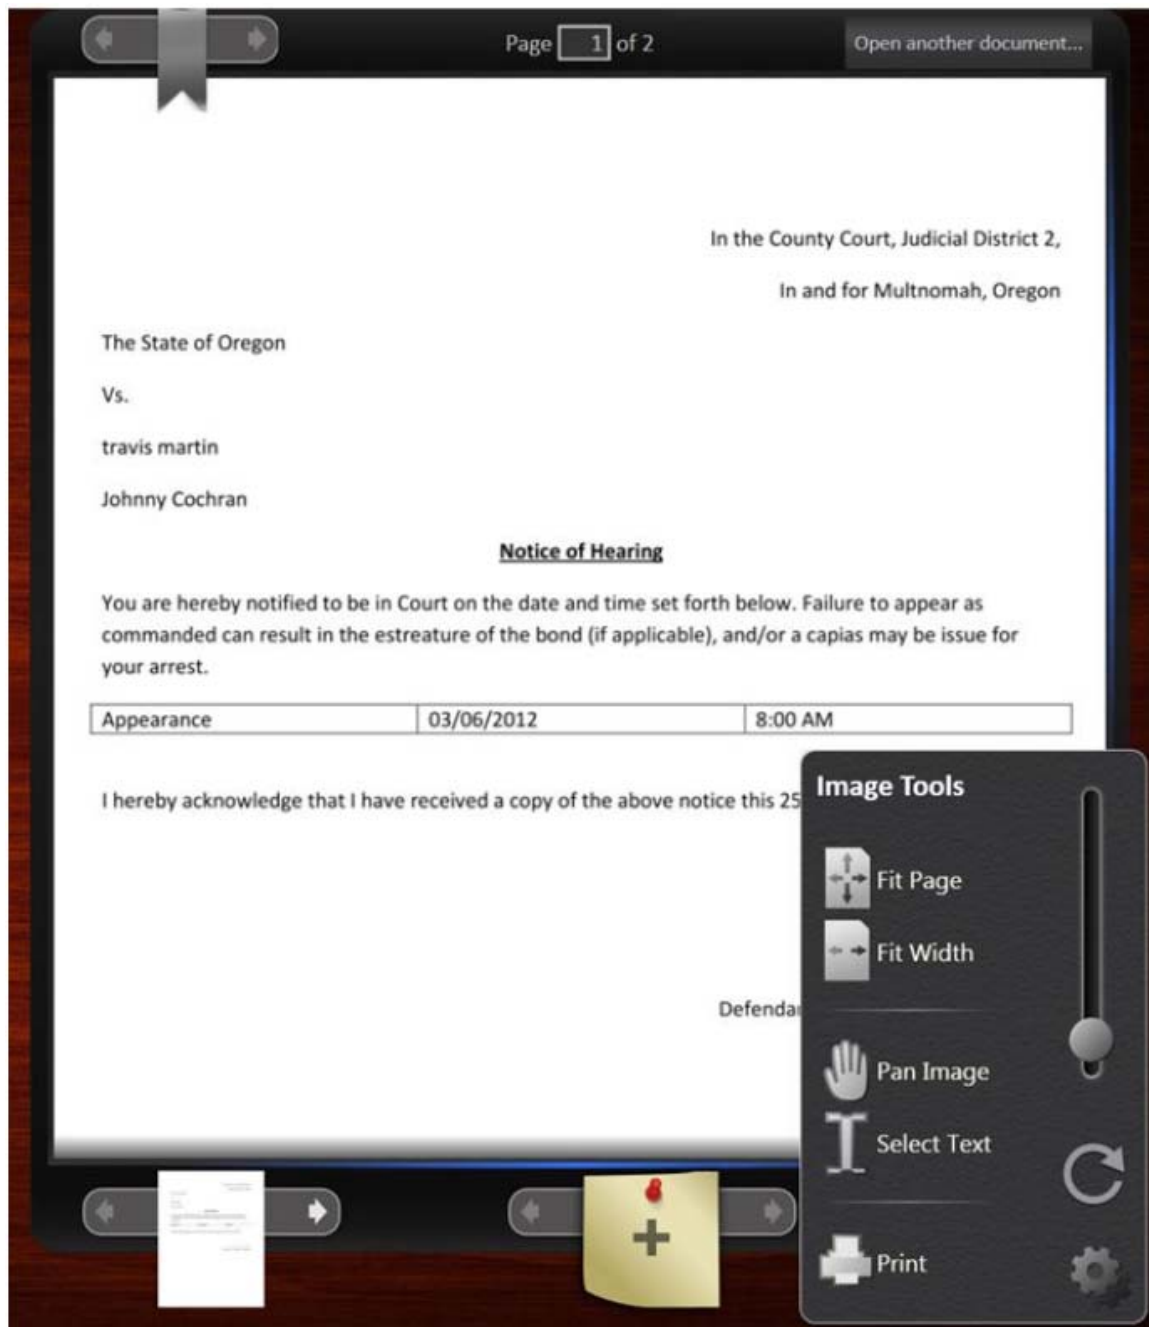 Page 1 of 2
Open another document...
In the County Court, Judicial District 2,
In and for Multnomah, Oregon
The State of Oregon
Vs.
travis martin
Johnny Cochran
Notice of Hearing
You are hereby notified to be in Court on the date and time set forth below. Failure to appear as
commanded can result in the estreature of the bond (if applicable), and/or a capias may be issue for
your arrest.
Appearance 03/06/2012 8:00 AM
I hereby acknowledge that I have received a copy of the above notice this 25
Defenda
Image Tools
Fit Page
Fit Width
Pan Image
Select Text
Print